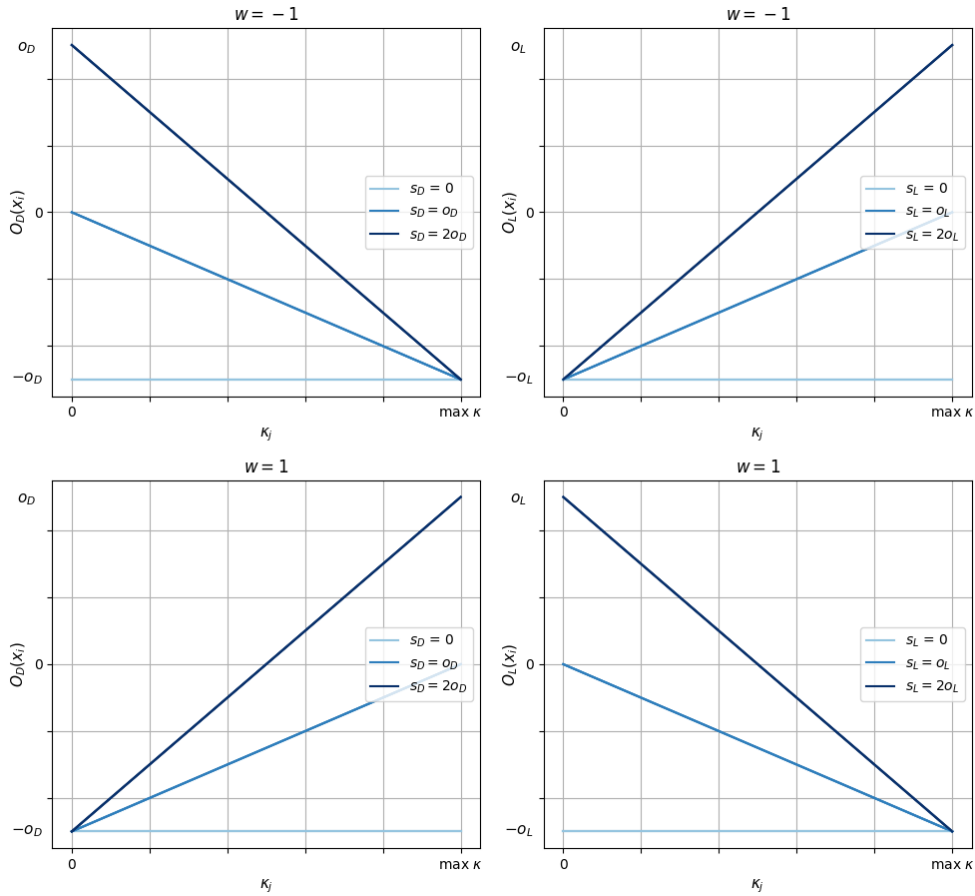 w = −1
o_D
O_D(x_i)
0
−o_D
s_D = 0
s_D = o_D
s_D = 2o_D
0
max κ
κ_j
w = −1
o_L
O_L(x_i)
0
−o_L
s_L = 0
s_L = o_L
s_L = 2o_L
0
max κ
κ_j
w = 1
o_D
O_D(x_i)
0
−o_D
s_D = 0
s_D = o_D
s_D = 2o_D
0
max κ
κ_j
w = 1
o_L
O_L(x_i)
0
−o_L
s_L = 0
s_L = o_L
s_L = 2o_L
0
max κ
κ_j